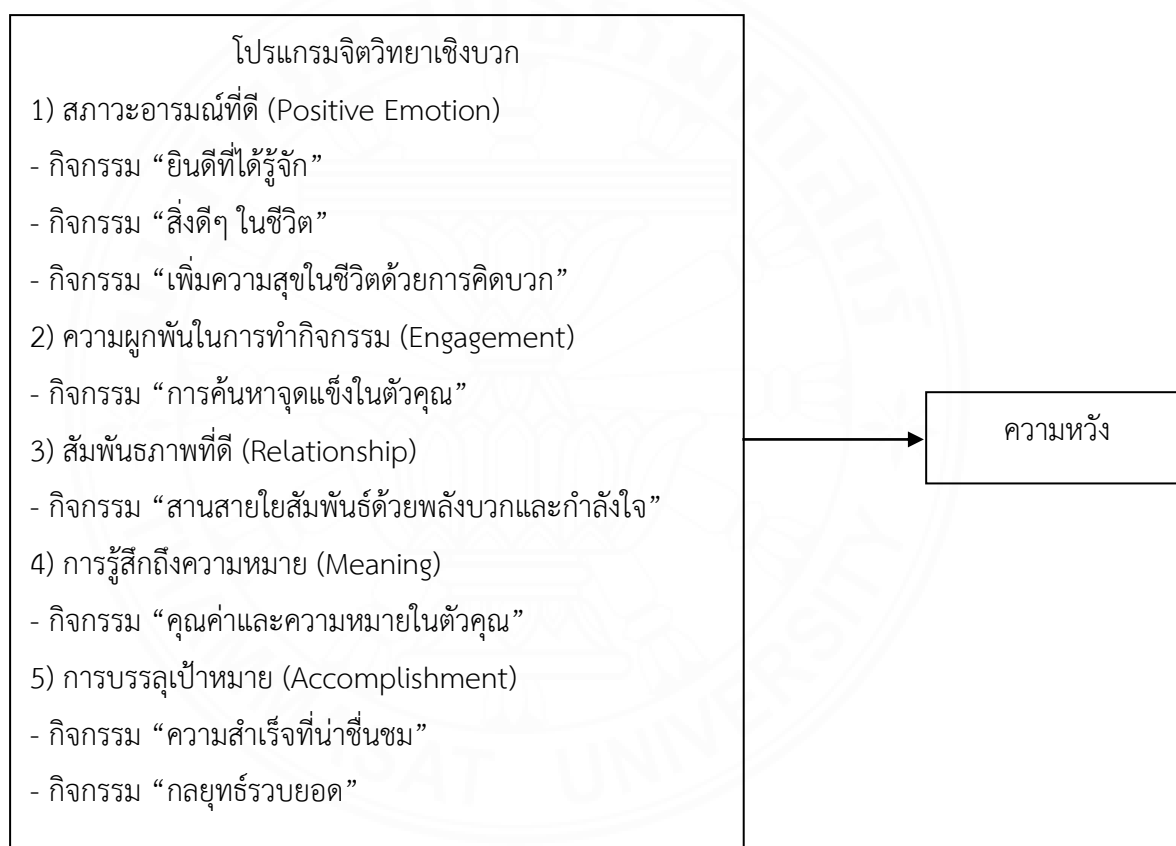 โปรแกรมจิตวิทยาเชิงบวก
1) สภาวะอารมณ์ที่ดี (Positive Emotion)
- กิจกรรม “ยินดีที่ได้รู้จัก”
- กิจกรรม “สิ่งดีๆ ในชีวิต”
- กิจกรรม “เพิ่มความสุขในชีวิตด้วยการคิดบวก”
2) ความผูกพันในการทำกิจกรรม (Engagement)
- กิจกรรม “การค้นหาจุดแข็งในตัวคุณ”
3) สัมพันธภาพที่ดี (Relationship)
- กิจกรรม “สานสายใยสัมพันธ์ด้วยพลังบวกและกำลังใจ”
4) การรู้สึกถึงความหมาย (Meaning)
- กิจกรรม “คุณค่าและความหมายในตัวคุณ”
5) การบรรลุเป้าหมาย (Accomplishment)
- กิจกรรม “ความสำเร็จที่น่าชื่นชม”
- กิจกรรม “กลยุทธ์รวบยอด”
ความหวัง